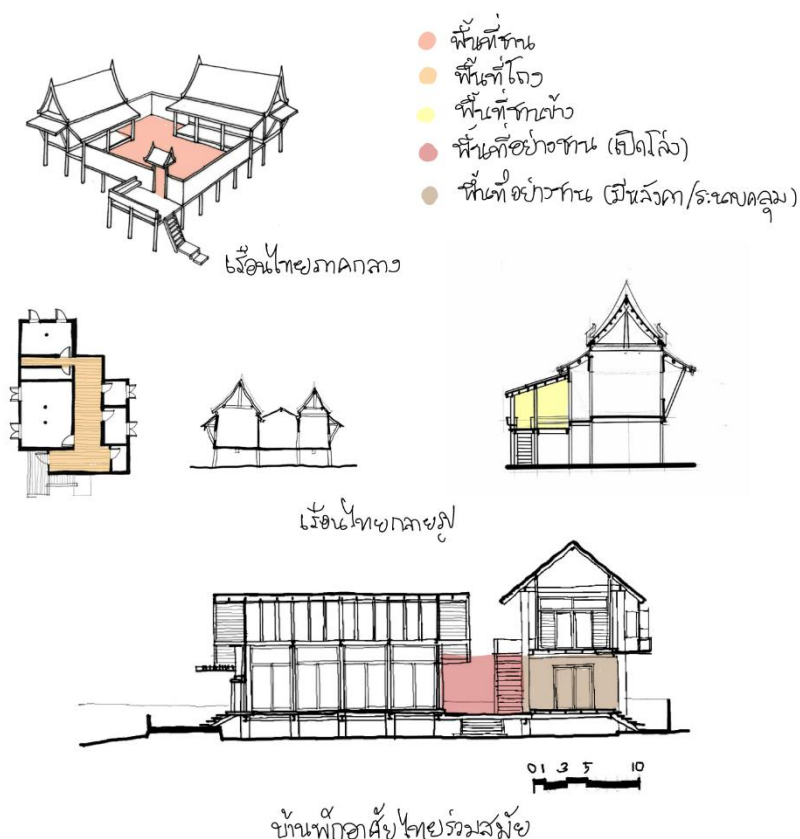 พื้นที่ชาน
พื้นที่โถง
พื้นที่ชานข้าง
พื้นที่อย่างชาน (เปิดโล่ง)
พื้นที่อย่างชาน (มีหลังคา/ระนาบคลุม)
เรือนไทยภาคกลาง
เรือนไทยกลายรูป
0 1 3 5 10
บ้านพักอาศัยไทยร่วมสมัย